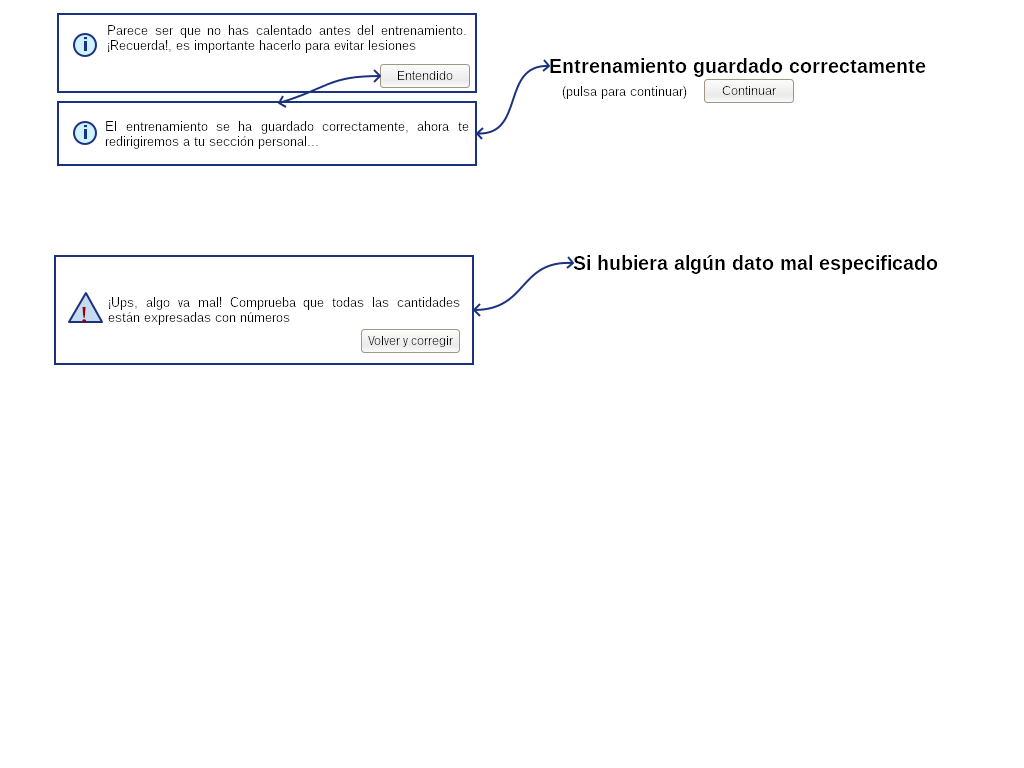 Parece ser que no has calentado antes del entrenamiento.
¡Recuerda!, es importante hacerlo para evitar lesiones
Entendido
Entrenamiento guardado correctamente
(pulsa para continuar)
Continuar
El entrenamiento se ha guardado correctamente, ahora te
redirigiremos a tu sección personal...
Si hubiera algún dato mal especificado
¡Ups, algo va mal! Comprueba que todas las cantidades
están expresadas con números
Volver y corregir